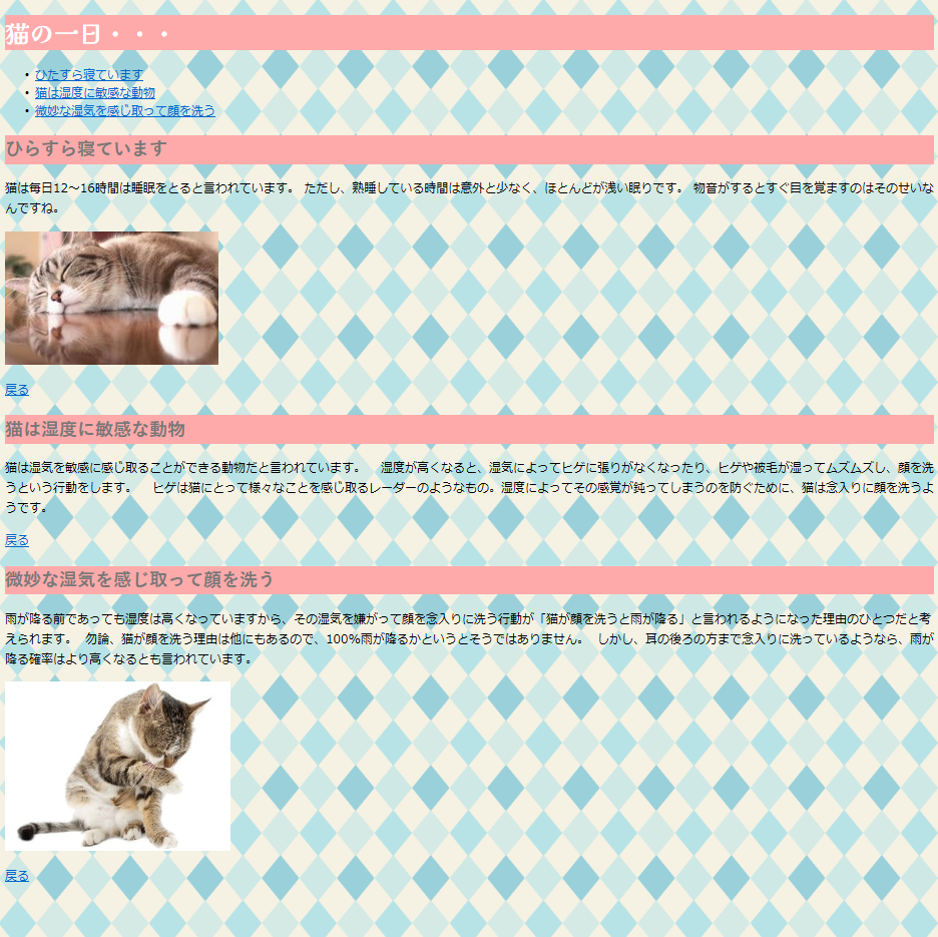 猫の一日・・・
・ひたすら寝ています
・猫は湿度に敏感な動物
・微妙な湿気を感じ取って顔を洗う
ひらすら寝ています
猫は毎日12～16時間は睡眠をとると言われています。 ただし、熟睡している時間は意外と少なく、ほとんどが浅い眠りです。 物音がするとすぐ目を覚ますのはそのせいな
んですね。
戻る
猫は湿度に敏感な動物
猫は湿気を敏感に感じ取ることができる動物だと言われています。　湿度が高くなると、湿気によってヒゲに張りがなくなったり、ヒゲや被毛が湿ってムズムズし、顔を洗
うという行動をします。　ヒゲは猫にとって様々なことを感じ取るレーダーのようなもの。湿度によってその感覚が鈍ってしまうのを防ぐために、猫は念入りに顔を洗うよ
うです。
戻る
微妙な湿気を感じ取って顔を洗う
雨が降る前であっても湿度は高くなっていますから、その湿気を嫌がって顔を念入りに洗う行動が「猫が顔を洗うと雨が降る」と言われるようになった理由のひとつだと考
えられます。 勿論、猫が顔を洗う理由は他にもあるので、100%雨が降るかというとそうではありません。 しかし、耳の後ろの方まで念入りに洗っているようなら、雨が
降る確率はより高くなるとも言われています。
戻る